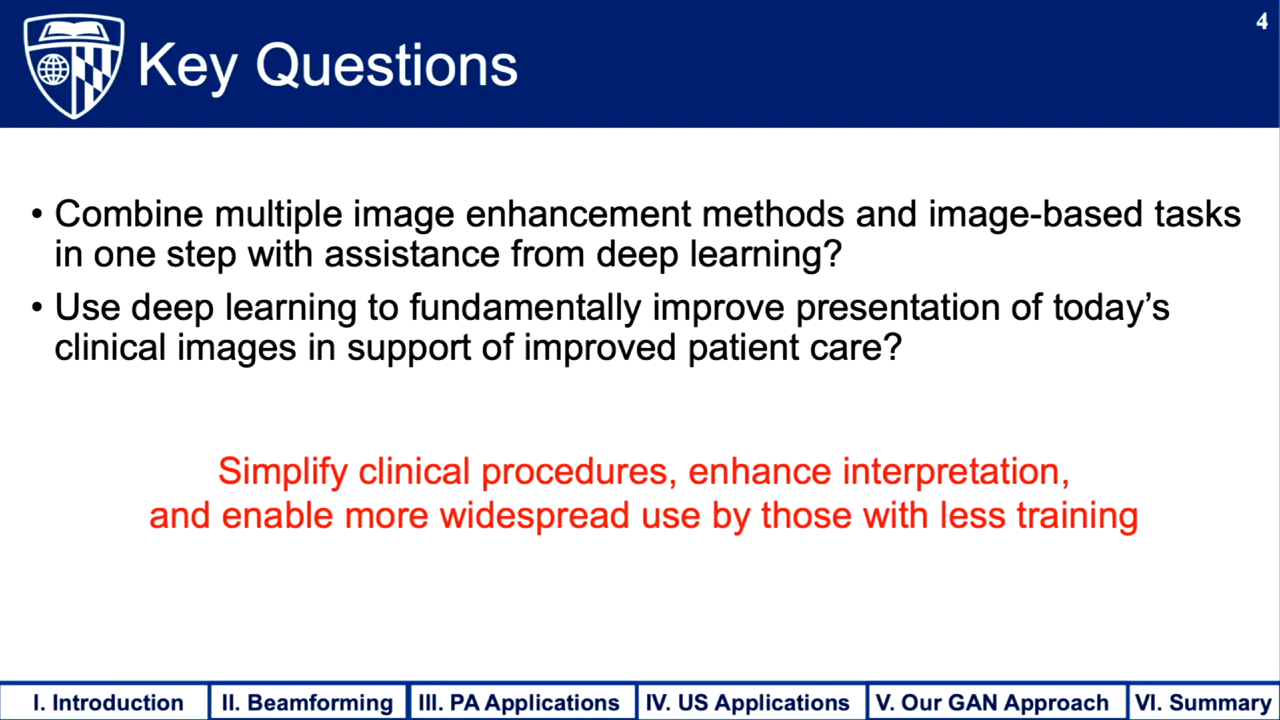 4
Key Questions
• Combine multiple image enhancement methods and image-based tasks
in one step with assistance from deep learning?
• Use deep learning to fundamentally improve presentation of today’s
clinical images in support of improved patient care?
Simplify clinical procedures, enhance interpretation,
and enable more widespread use by those with less training
I. Introduction II. Beamforming III. PA Applications IV. US Applications V. Our GAN Approach VI. Summary